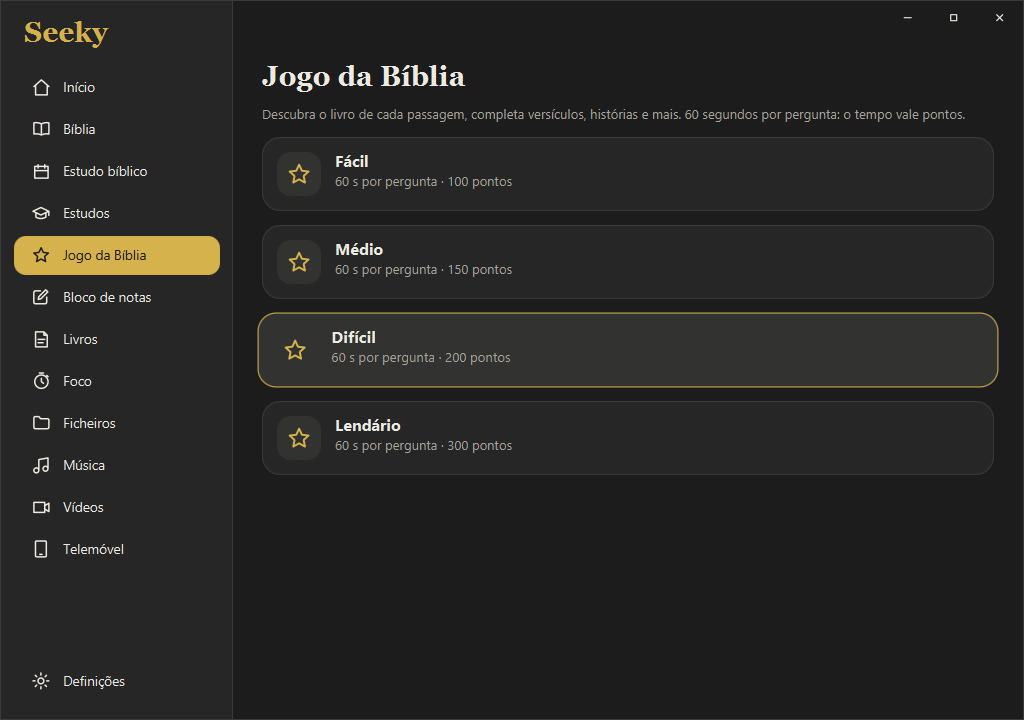 Seeky
Início
Bíblia
Estudo bíblico
Estudos
Jogo da Bíblia
Bloco de notas
Livros
Foco
Ficheiros
Música
Vídeos
Telemóvel
Definições
Jogo da Bíblia
Descubra o livro de cada passagem, completa versículos, histórias e mais. 60 segundos por pergunta: o tempo vale pontos.
Fácil
60 s por pergunta · 100 pontos
Médio
60 s por pergunta · 150 pontos
Difícil
60 s por pergunta · 200 pontos
Lendário
60 s por pergunta · 300 pontos